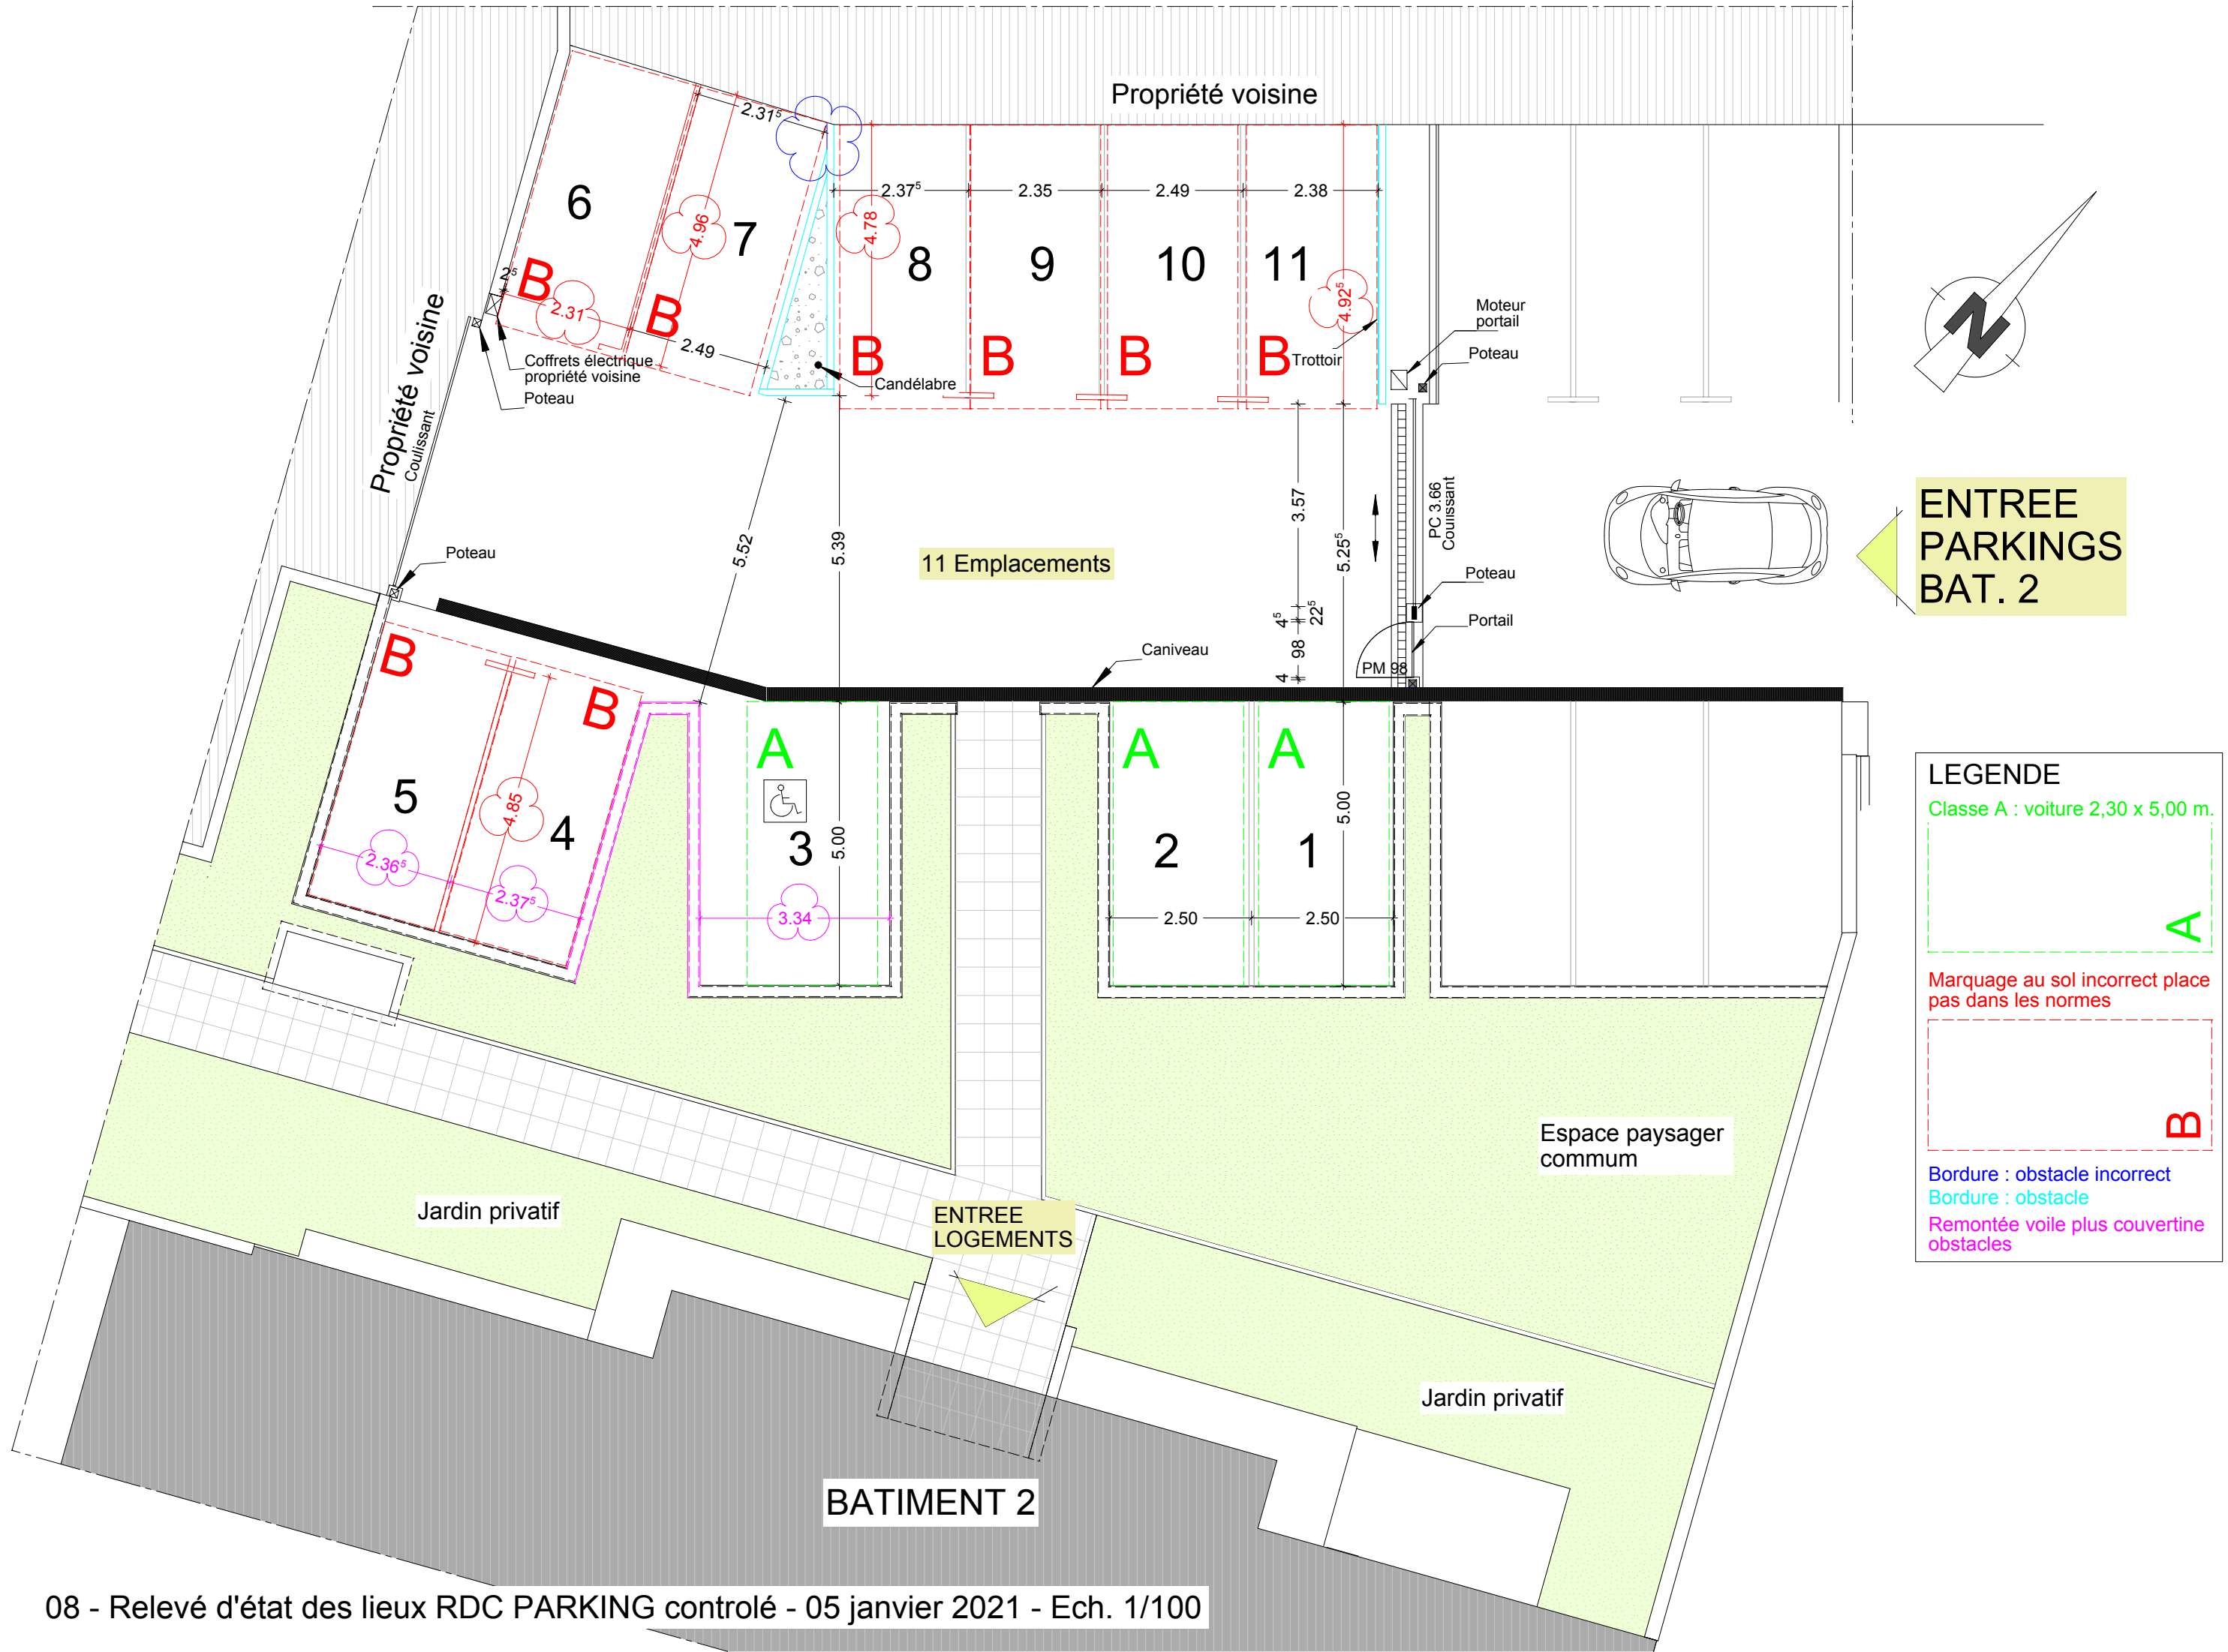 Propriété voisine
2.31⁵
6
7
4.96
2⁵
B
2.31
B
2.49
Coffrets électrique
propriété voisine
Poteau
Propriété voisine
Coulissant
2.37⁵
2.35
2.49
2.38
4.78
8
9
10
11
4.92⁵
B
B
B
B
Trottoir
Candélabre
Moteur
portail
Poteau
N
Poteau
5.52
5.39
11 Emplacements
3.57
5.25⁵
4⁵
22⁵
98
4
PC 3.66
Coulissant
Poteau
Portail
PM 98
Caniveau
ENTREE
PARKINGS
BAT. 2
B
B
5
4
4.85
2.36⁵
2.37⁵
A
3
5.00
3.34
A
A
2
1
5.00
2.50
2.50
LEGENDE
Classe A : voiture 2,30 x 5,00 m.
A
Marquage au sol incorrect place
pas dans les normes
B
Bordure : obstacle incorrect
Bordure : obstacle
Remontée voile plus couvertine
obstacles
Espace paysager
commum
Jardin privatif
ENTREE
LOGEMENTS
Jardin privatif
BATIMENT 2
08 - Relevé d'état des lieux RDC PARKING controlé - 05 janvier 2021 - Ech. 1/100